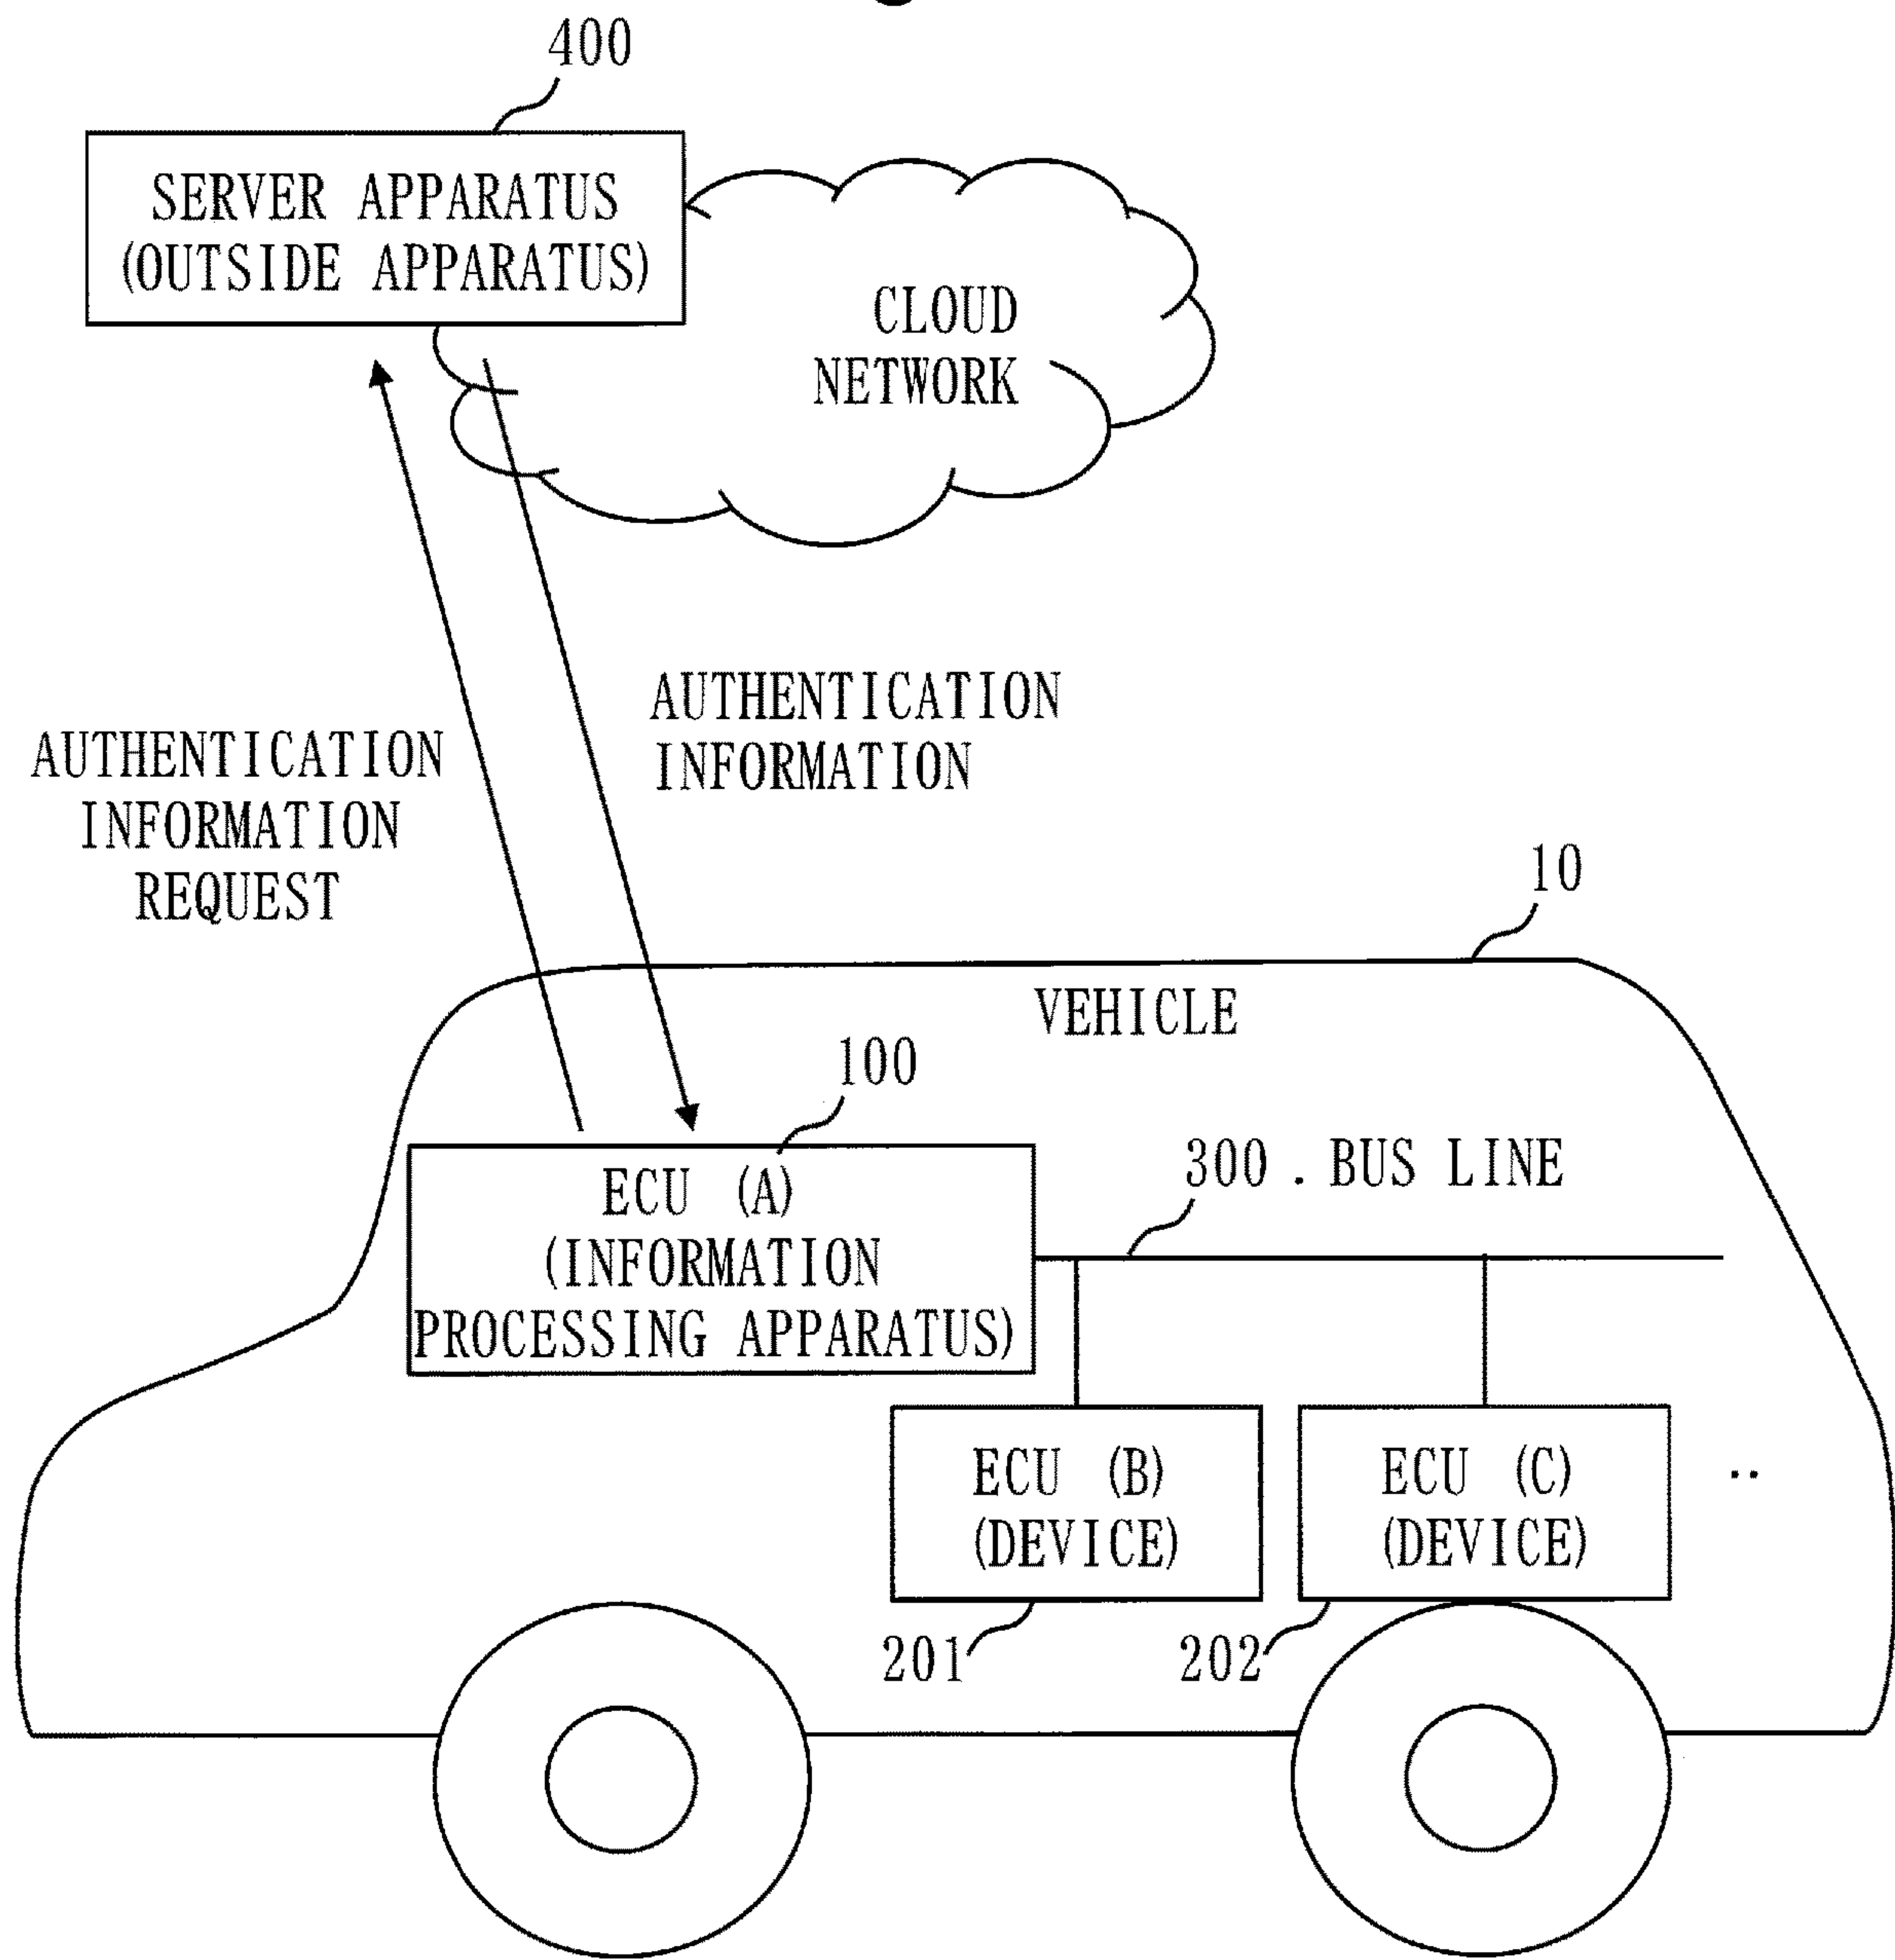 400
SERVER APPARATUS
(OUTSIDE APPARATUS)
CLOUD
NETWORK
AUTHENTICATION
INFORMATION
AUTHENTICATION
INFORMATION
REQUEST
10
VEHICLE
100
ECU (A)
(INFORMATION
PROCESSING APPARATUS)
300 . BUS LINE
ECU (B)
(DEVICE)
ECU (C)
(DEVICE)
..
201
202